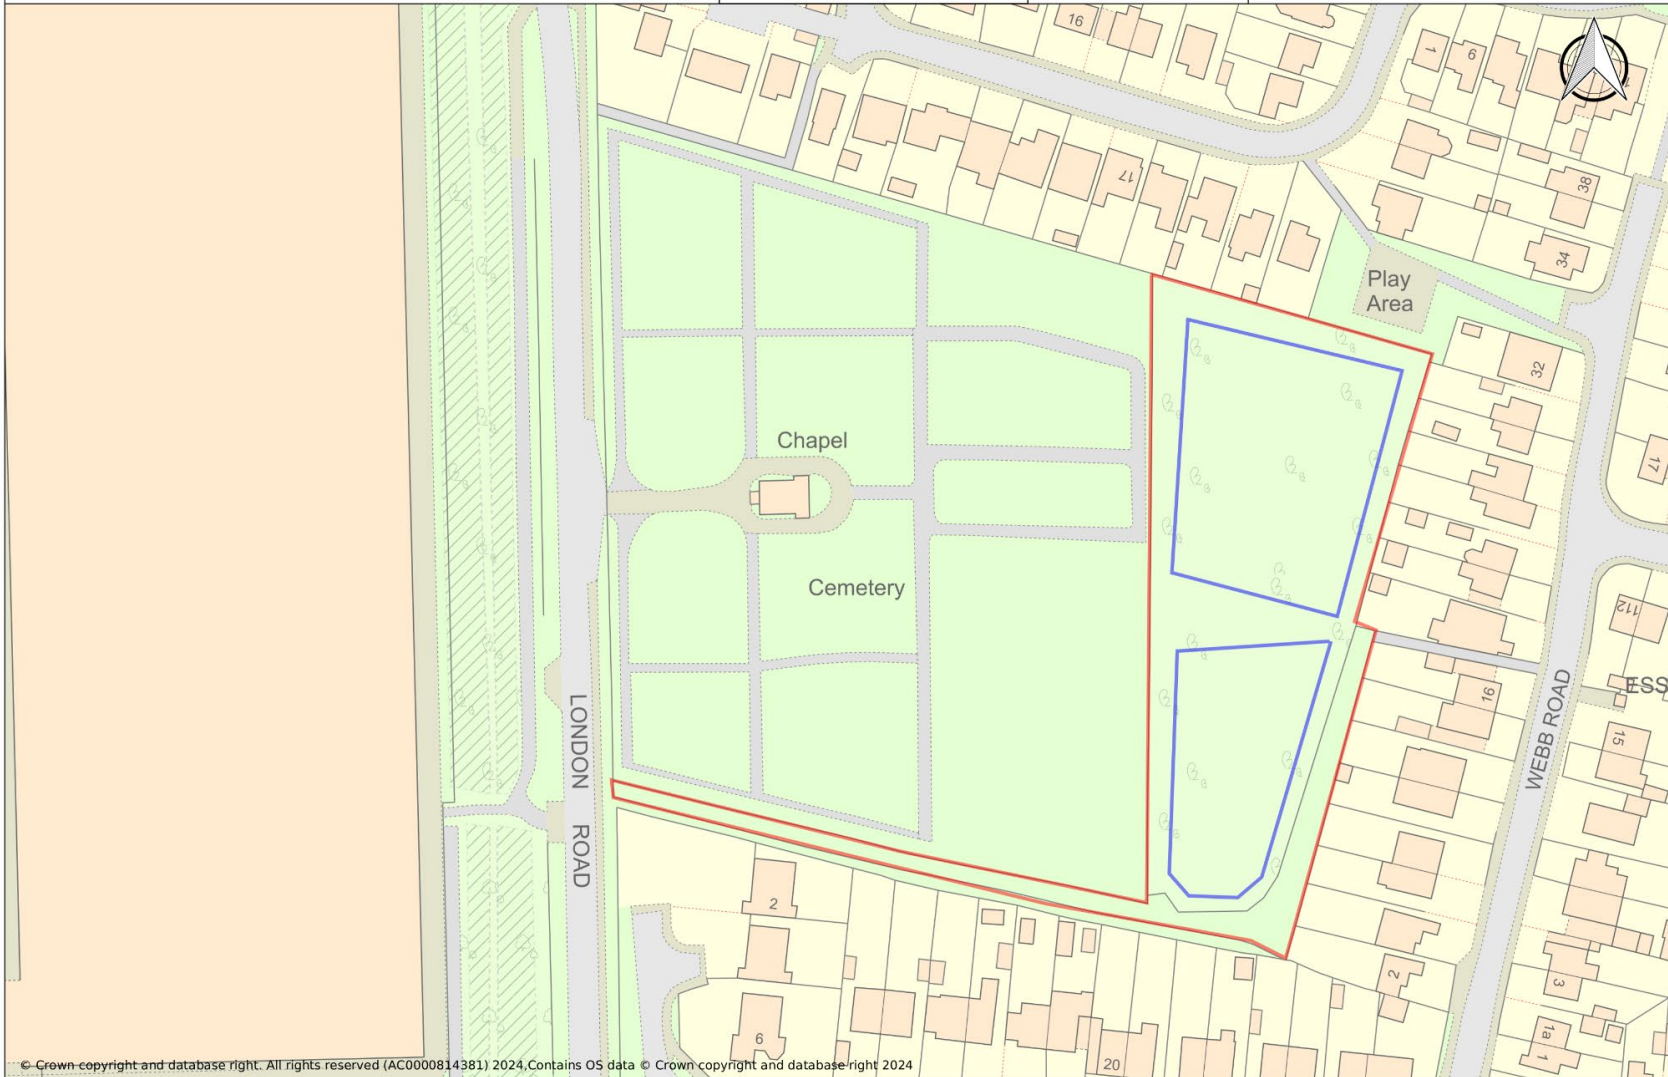 16
1
9
17
38
34
Play
Area
32
17
Chapel
Cemetery
112
ESS
16
15
LONDON ROAD
WEBB ROAD
2
2
3
6
20
1a
1
© Crown copyright and database right. All rights reserved (AC0000814381) 2024,Contains OS data © Crown copyright and database right 2024